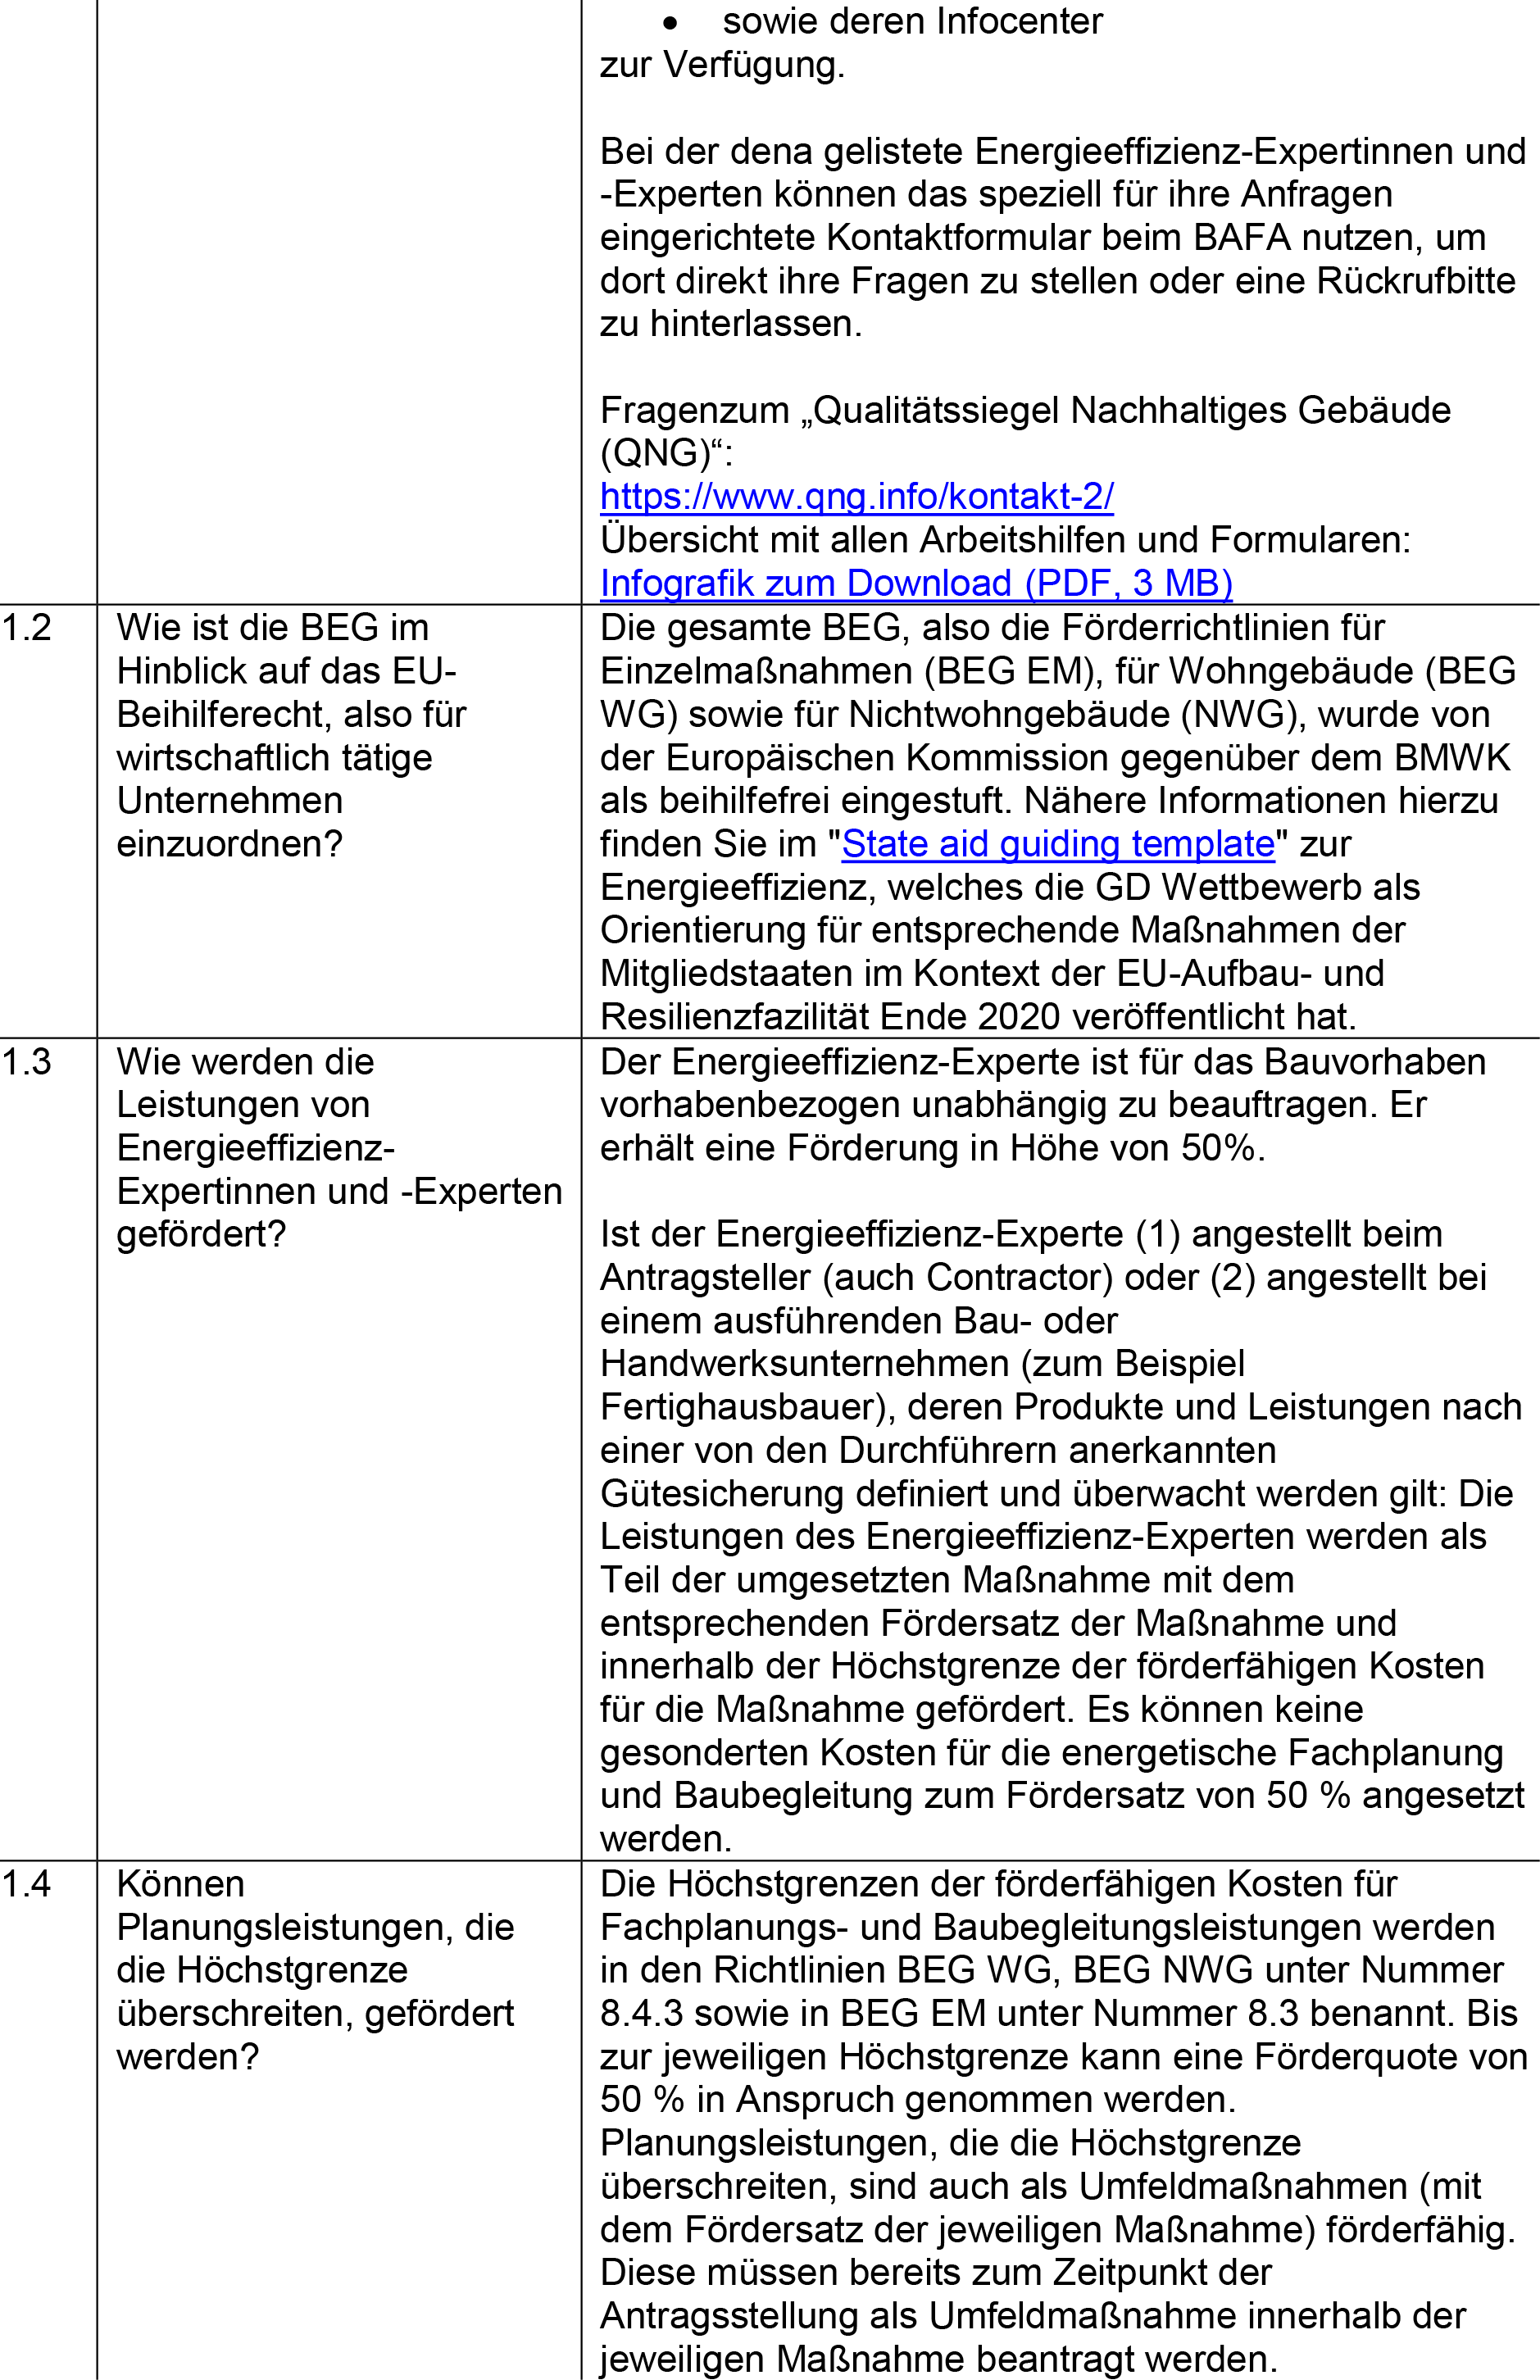 • sowie deren Infocenter
zur Verfügung.
Bei der dena gelistete Energieeffizienz-Expertinnen und
-Experten können das speziell für ihre Anfragen
eingerichtete Kontaktformular beim BAFA nutzen, um
dort direkt ihre Fragen zu stellen oder eine Rückrufbitte
zu hinterlassen.
Fragenzum „Qualitätssiegel Nachhaltiges Gebäude
(QNG)“:
https://www.qng.info/kontakt-2/
Übersicht mit allen Arbeitshilfen und Formularen:
Infografik zum Download (PDF, 3 MB)
1.2
Wie ist die BEG im
Hinblick auf das EU-
Beihilferecht, also für
wirtschaftlich tätige
Unternehmen
einzuordnen?
Die gesamte BEG, also die Förderrichtlinien für
Einzelmaßnahmen (BEG EM), für Wohngebäude (BEG
WG) sowie für Nichtwohngebäude (NWG), wurde von
der Europäischen Kommission gegenüber dem BMWK
als beihilfefrei eingestuft. Nähere Informationen hierzu
finden Sie im "State aid guiding template" zur
Energieeffizienz, welches die GD Wettbewerb als
Orientierung für entsprechende Maßnahmen der
Mitgliedstaaten im Kontext der EU-Aufbau- und
Resilienzfazilität Ende 2020 veröffentlicht hat.
1.3
Wie werden die
Leistungen von
Energieeffizienz-
Expertinnen und -Experten
gefördert?
Der Energieeffizienz-Experte ist für das Bauvorhaben
vorhabenbezogen unabhängig zu beauftragen. Er
erhält eine Förderung in Höhe von 50%.
Ist der Energieeffizienz-Experte (1) angestellt beim
Antragsteller (auch Contractor) oder (2) angestellt bei
einem ausführenden Bau- oder
Handwerksunternehmen (zum Beispiel
Fertighausbauer), deren Produkte und Leistungen nach
einer von den Durchführern anerkannten
Gütesicherung definiert und überwacht werden gilt: Die
Leistungen des Energieeffizienz-Experten werden als
Teil der umgesetzten Maßnahme mit dem
entsprechenden Fördersatz der Maßnahme und
innerhalb der Höchstgrenze der förderfähigen Kosten
für die Maßnahme gefördert. Es können keine
gesonderten Kosten für die energetische Fachplanung
und Baubegleitung zum Fördersatz von 50 % angesetzt
werden.
1.4
Können
Planungsleistungen, die
die Höchstgrenze
überschreiten, gefördert
werden?
Die Höchstgrenzen der förderfähigen Kosten für
Fachplanungs- und Baubegleitungsleistungen werden
in den Richtlinien BEG WG, BEG NWG unter Nummer
8.4.3 sowie in BEG EM unter Nummer 8.3 benannt. Bis
zur jeweiligen Höchstgrenze kann eine Förderquote von
50 % in Anspruch genommen werden.
Planungsleistungen, die die Höchstgrenze
überschreiten, sind auch als Umfeldmaßnahmen (mit
dem Fördersatz der jeweiligen Maßnahme) förderfähig.
Diese müssen bereits zum Zeitpunkt der
Antragsstellung als Umfeldmaßnahme innerhalb der
jeweiligen Maßnahme beantragt werden.